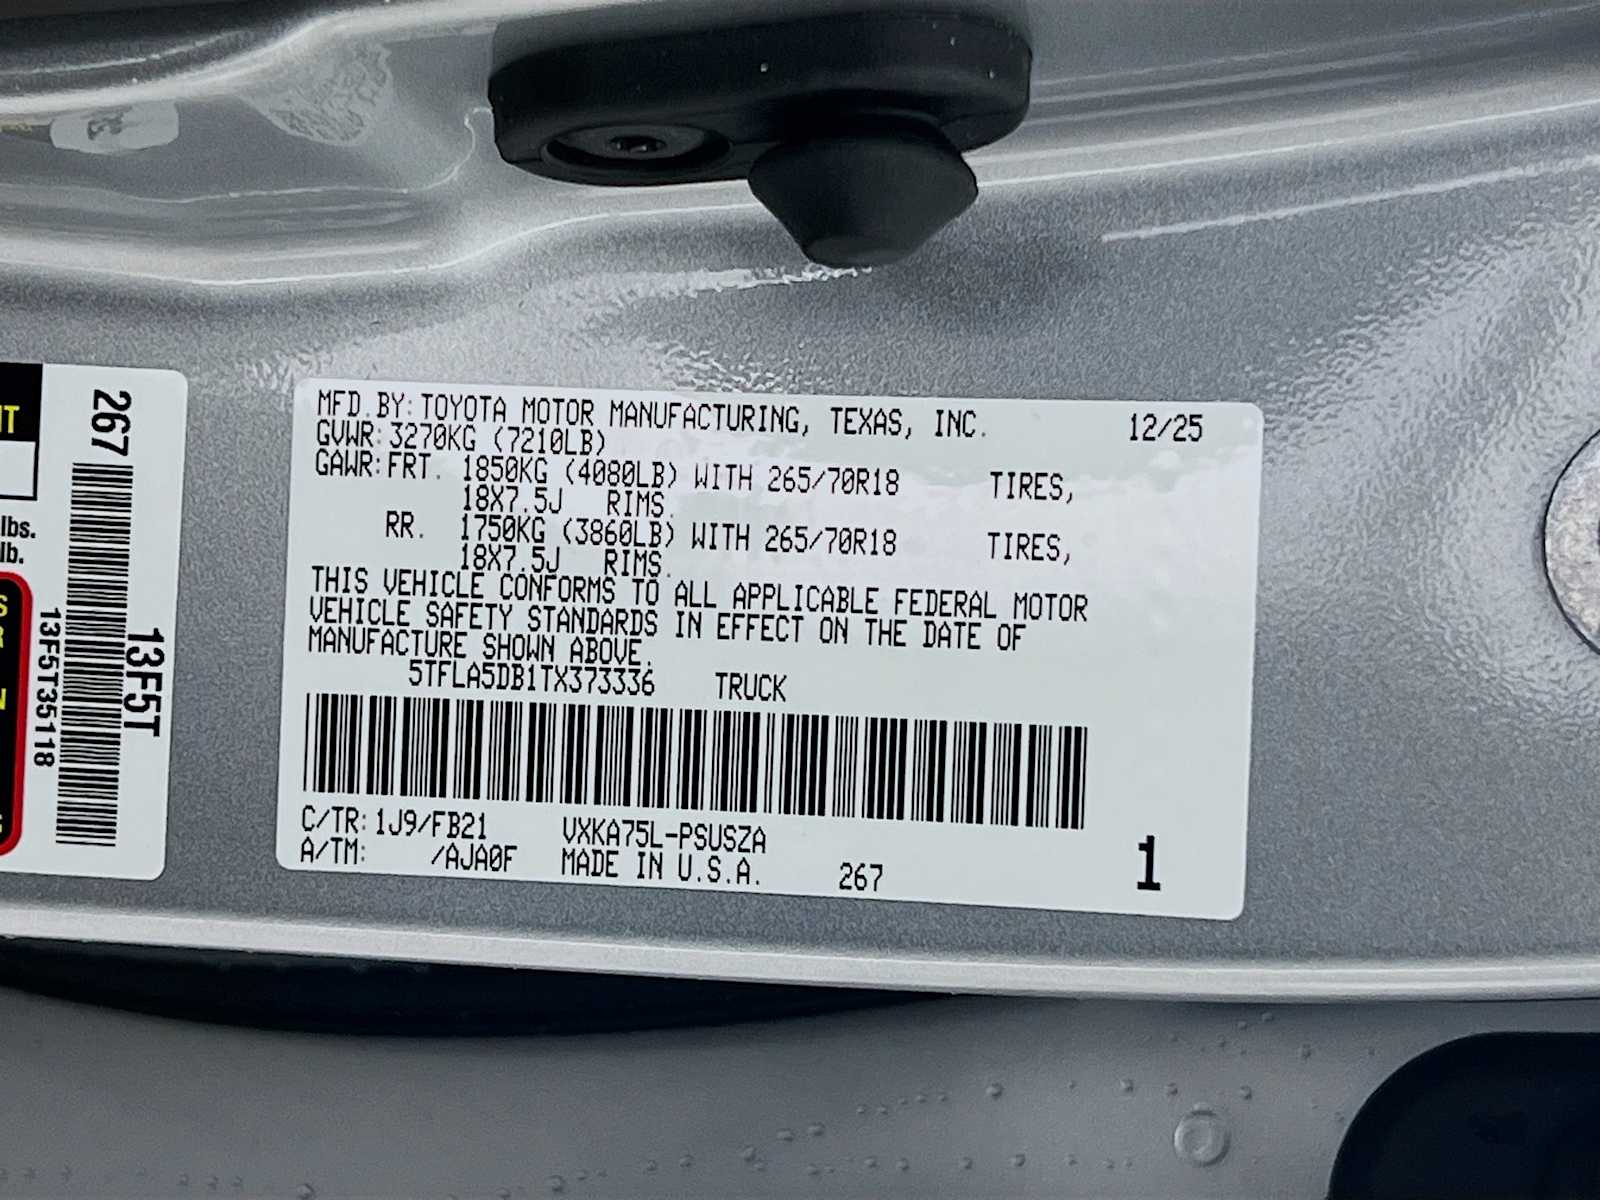 MFD.BY: TOYOTA MOTOR MANUFACTURING, TEXAS, INC. 12/25
GVWR: 3270KG (7210LB)
GAWR: FRT. 1850KG (4080LB) WITH 265/70R18 TIRES,
18X7.5J RIMS.
RR. 1750KG (3860LB) WITH 265/70R18 TIRES,
18X7.5J RIMS.
THIS VEHICLE CONFORMS TO ALL APPLICABLE FEDERAL MOTOR
VEHICLE SAFETY STANDARDS IN EFFECT ON THE DATE OF
MANUFACTURE SHOWN ABOVE.
5TFLA5DB1TX373336 TRUCK
C/TR: 1J9/FB21 VXKA75L-PSUSZA
A/TM: /AJA0F MADE IN U.S.A. 267 1
267
13F5T
13F5T35118
lbs.
lb.